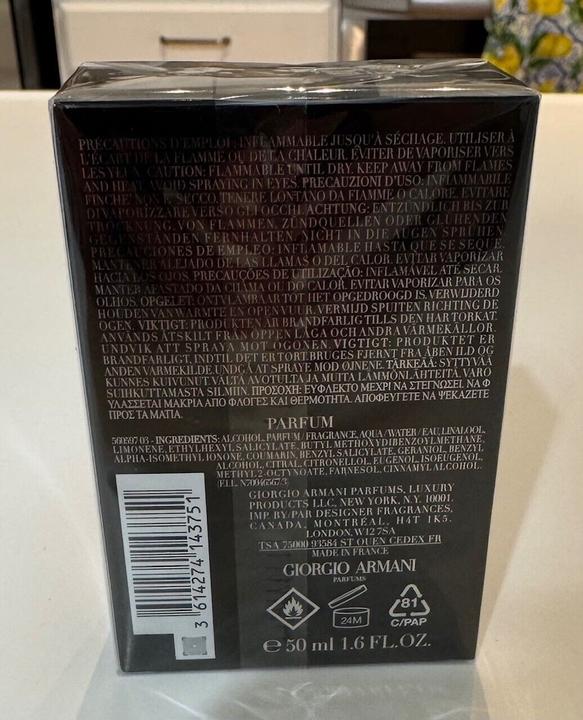 PRÉCAUTIONS D'EMPLOI : INFLAMMABLE JUSQU'À SÉCHAGE. UTILISER À
L'ÉCART DE LA FLAMME OU DE LA CHALEUR. ÉVITER DE VAPORISER VERS
LES YEUX. CAUTION: FLAMMABLE UNTIL DRY. KEEP AWAY FROM FLAMES
AND HEAT. AVOID SPRAYING IN EYES. PRECAUZIONI D'USO: INFIAMMABILE
FINCHÉ NON È SECCO. TENERE LONTANO DA FIAMME O CALORE. EVITARE
DI VAPORIZZARE VERSO GLI OCCHI. ACHTUNG: ENTZÜNDLICH BIS ZUR
TROCKNUNG. VON FLAMMEN, ZÜNDQUELLEN ODER GLÜHENDEN
GEGENSTÄNDEN FERNHALTEN. NICHT IN DIE AUGEN SPRÜHEN.
PRECAUCIONES DE EMPLEO: INFLAMABLE HASTA QUE SE SEQUE.
MANTENER ALEJADO DE LAS LLAMAS O DEL CALOR. EVITAR VAPORIZAR
HACIA LOS OJOS. PRECAUÇÕES DE UTILIZAÇÃO: INFLAMÁVEL ATÉ SECAR.
MANTER AFASTADO DA CHAMA OU DO CALOR. EVITAR VAPORIZAR PARA OS
OLHOS. OPGELET: ONTVLAMBAAR TOT HET OPGEDROOGD IS. VERWIJDERD
HOUDEN VAN WARMTE EN OPEN VUUR. VERMIJD SPUITEN RICHTING DE
OGEN. VIKTIGT: PRODUKTEN ÄR BRANDFARLIG TILLS DEN HAR TORKAT.
ANVÄNDS ÅTSKILT FRÅN ÖPPEN LÅGA OCH ANDRA VÄRMEKÄLLOR.
UNDVIK ATT SPRAYA MOT ÖGONEN. VIGTIGT: PRODUKTET ER
BRANDFARLIGT, INDTIL DET ER TØRT. BRUGES FJERNT FRA ÅBEN ILD OG
ANDEN VARMEKILDE. UNDGÅ AT SPRAYE MOD ØJNENE. TÄRKEÄÄ: SYTTYVÄÄ
KUNNES KUIVUNUT. VÄLTÄ AVOTULTA JA MUITA LÄMMÖNLÄHTEITÄ. VARO
SUIHKUTTAMASTA SILMIIN. ΠΡΟΣΟΧΗ: ΕΥΦΛΕΚΤΟ ΜΕΧΡΙ ΝΑ ΣΤΕΓΝΩΣΕΙ. ΝΑ Φ
ΥΛΑΣΣΕΤΑΙ ΜΑΚΡΙΑ ΑΠΟ ΦΛΟΓΕΣ ΚΑΙ ΘΕΡΜΟΤΗΤΑ. ΑΠΟΦΕΥΓΕΤΕ ΝΑ ΨΕΚΑΖΕΤΕ
ΠΡΟΣ ΤΑ ΜΑΤΙΑ.
PARFUM
560597 03 - INGREDIENTS: ALCOHOL, PARFUM / FRAGRANCE, AQUA / WATER / EAU, LINALOOL,
LIMONENE, ETHYLHEXYL SALICYLATE, BUTYL METHOXYDIBENZOYLMETHANE,
ALPHA-ISOMETHYL IONONE, COUMARIN, BENZYL SALICYLATE, GERANIOL, BENZYL
ALCOHOL, CITRAL, CITRONELLOL, EUGENOL, ISOEUGENOL,
METHYL 2-OCTYNOATE, FARNESOL, CINNAMYL ALCOHOL.
(F.I.L. N70046567/3)
GIORGIO ARMANI PARFUMS, LUXURY
PRODUCTS LLC, NEW YORK, N.Y. 10001.
IMP. BY/PAR DESIGNER FRAGRANCES,
CANADA, MONTRÉAL, H4T 1K5.
LONDON, W12 7SA
TSA 75000 93584 ST OUEN CEDEX FR
MADE IN FRANCE
GIORGIO ARMANI
PARFUMS
3 614274 143751
24M
81
C/PAP
℮ 50 ml 1.6 FL.OZ.